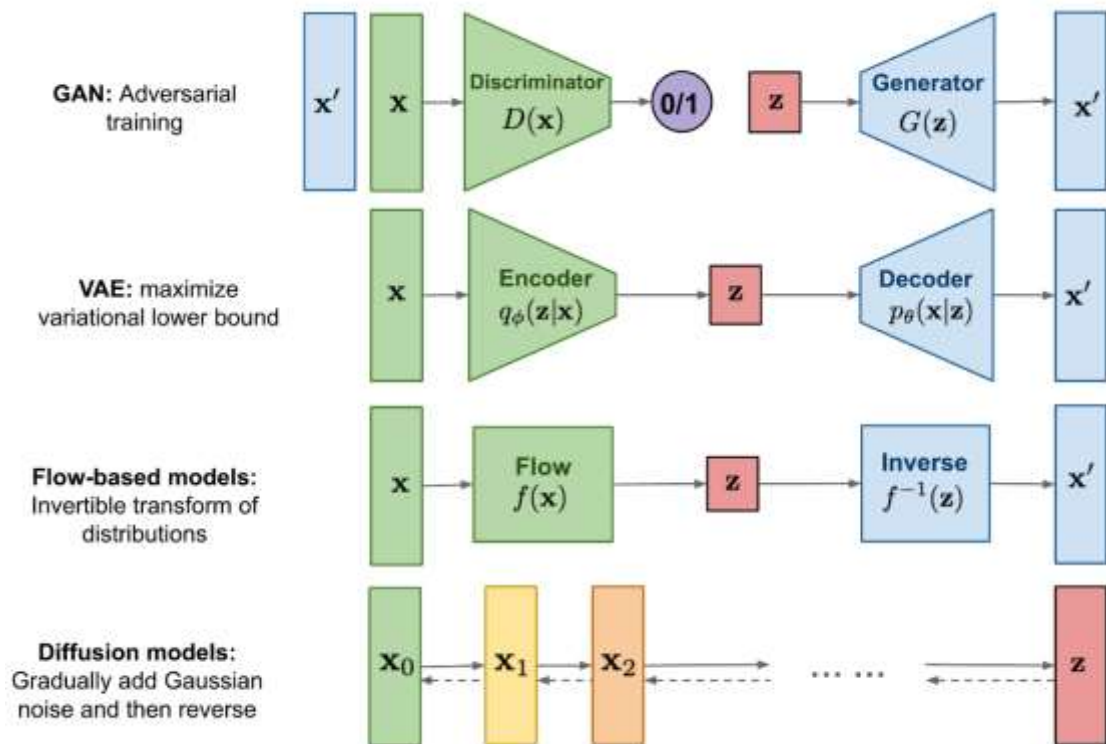 GAN: Adversarial
training
x′
x
Discriminator
D(x)
0/1
z
Generator
G(z)
x′
VAE: maximize
variational lower bound
x
Encoder
qϕ(z|x)
z
Decoder
pθ(x|z)
x′
Flow-based models:
Invertible transform of
distributions
x
Flow
f(x)
z
Inverse
f⁻¹(z)
x′
Diffusion models:
Gradually add Gaussian
noise and then reverse
x₀
x₁
x₂
... ...
z